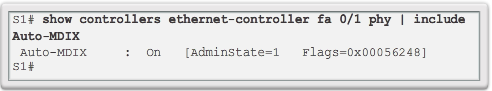 S1# show controllers ethernet-controller fa 0/1 phy | include
Auto-MDIX
Auto-MDIX : On [AdminState=1 Flags=0x00056248]
S1#